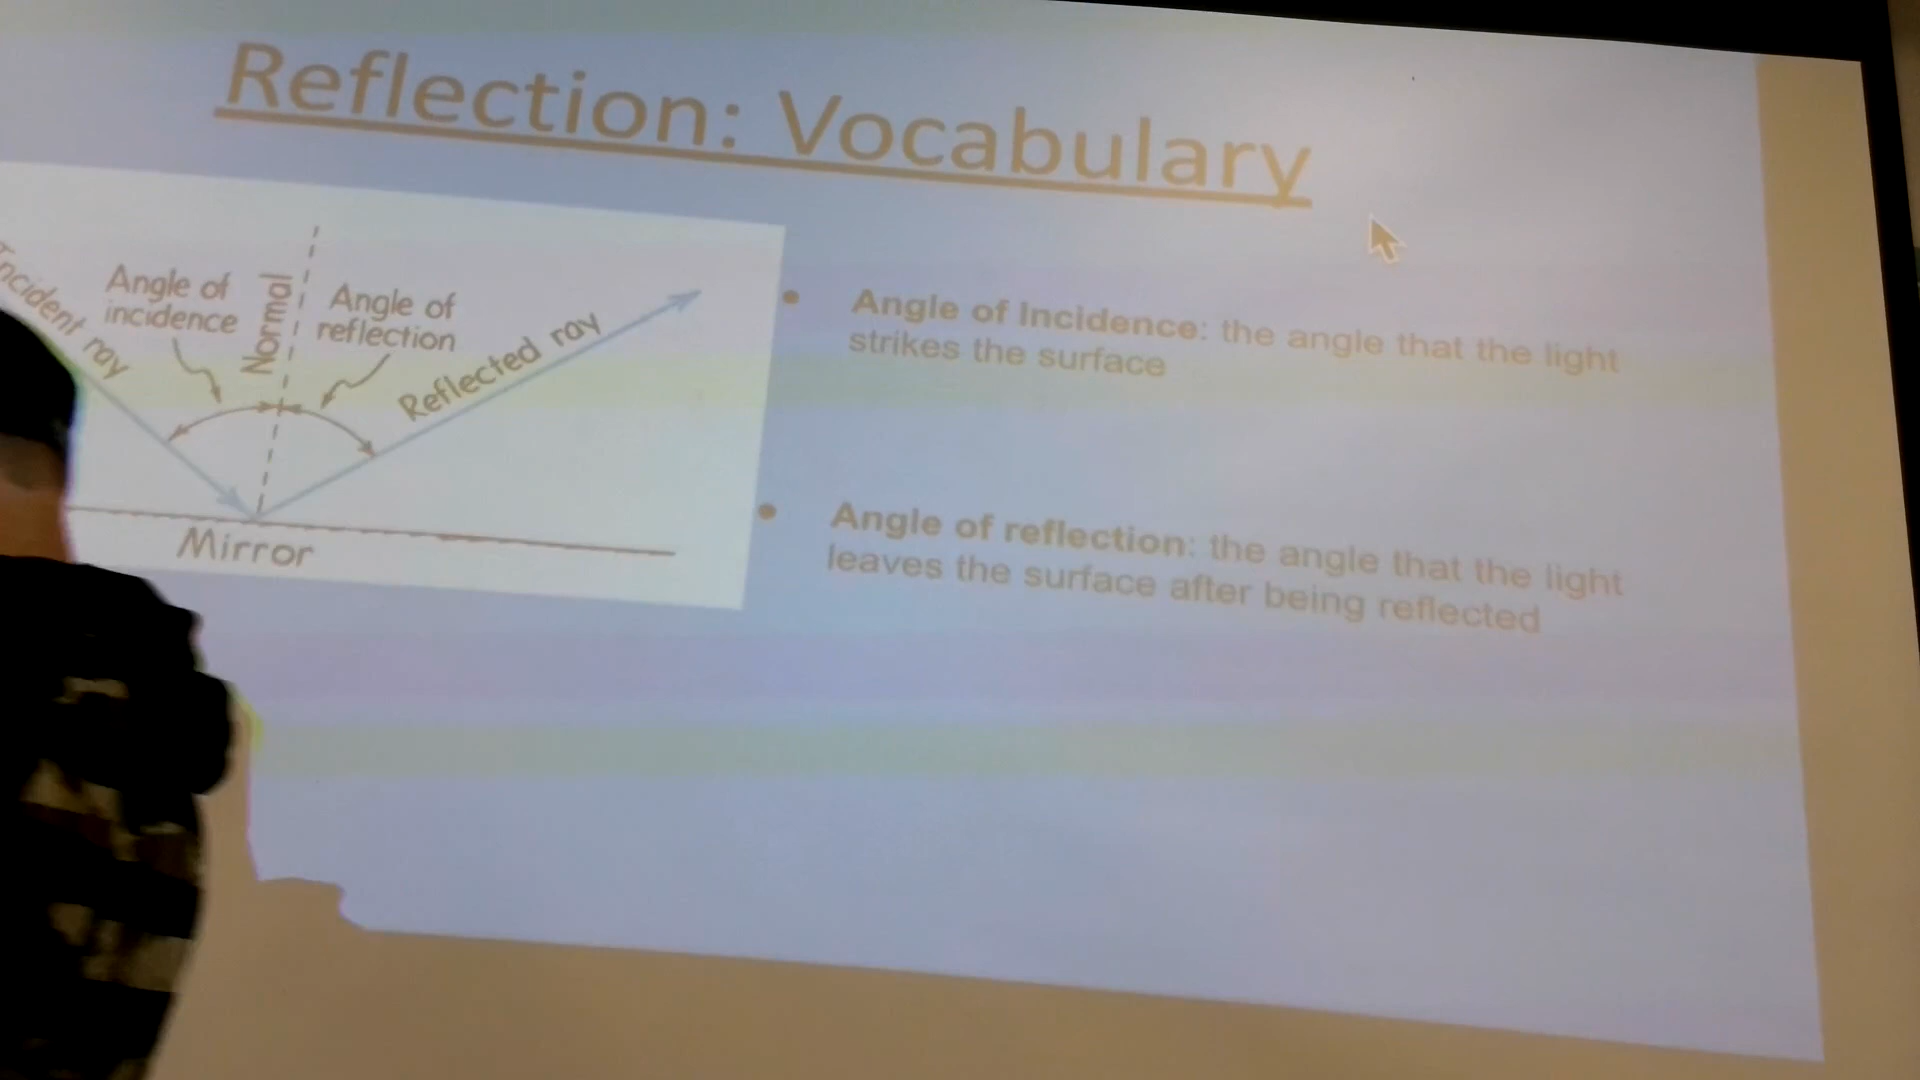 Reflection: Vocabulary
Incident ray
Angle of
incidence
Normal
Angle of
reflection
Reflected ray
Mirror
• Angle of Incidence: the angle that the light
strikes the surface
• Angle of reflection: the angle that the light
leaves the surface after being reflected